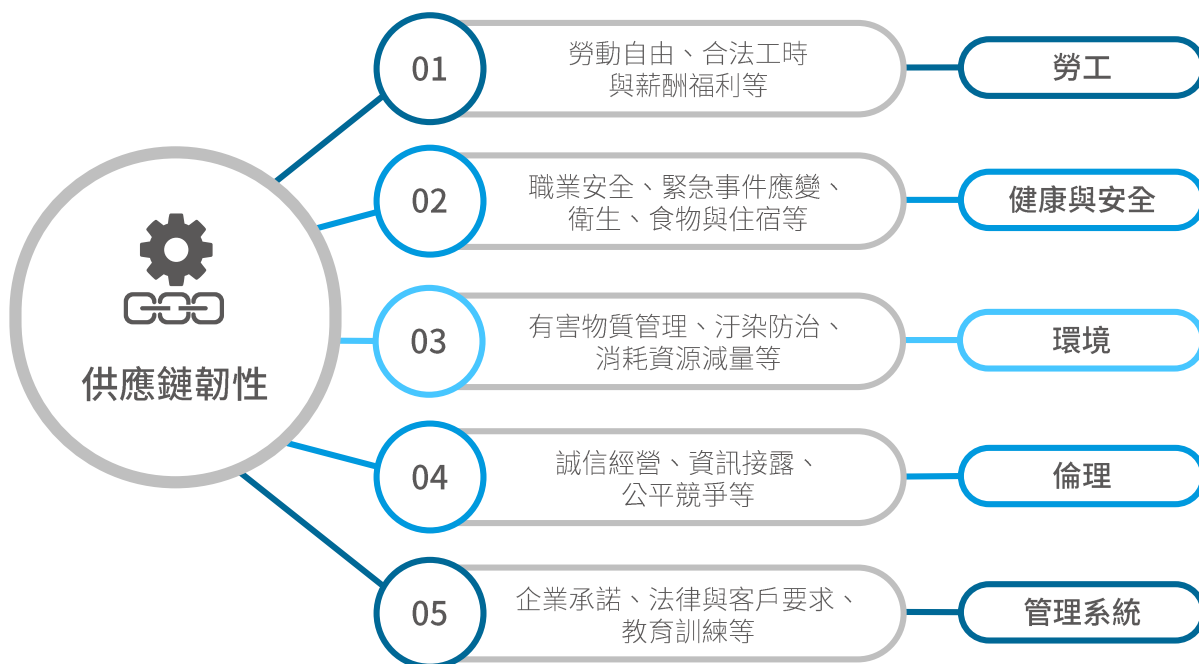 供應鏈韌性
01
勞動自由、合法工時
與薪酬福利等
勞工
02
職業安全、緊急事件應變、
衛生、食物與住宿等
健康與安全
03
有害物質管理、汙染防治、
消耗資源減量等
環境
04
誠信經營、資訊接露、
公平競爭等
倫理
05
企業承諾、法律與客戶要求、
教育訓練等
管理系統